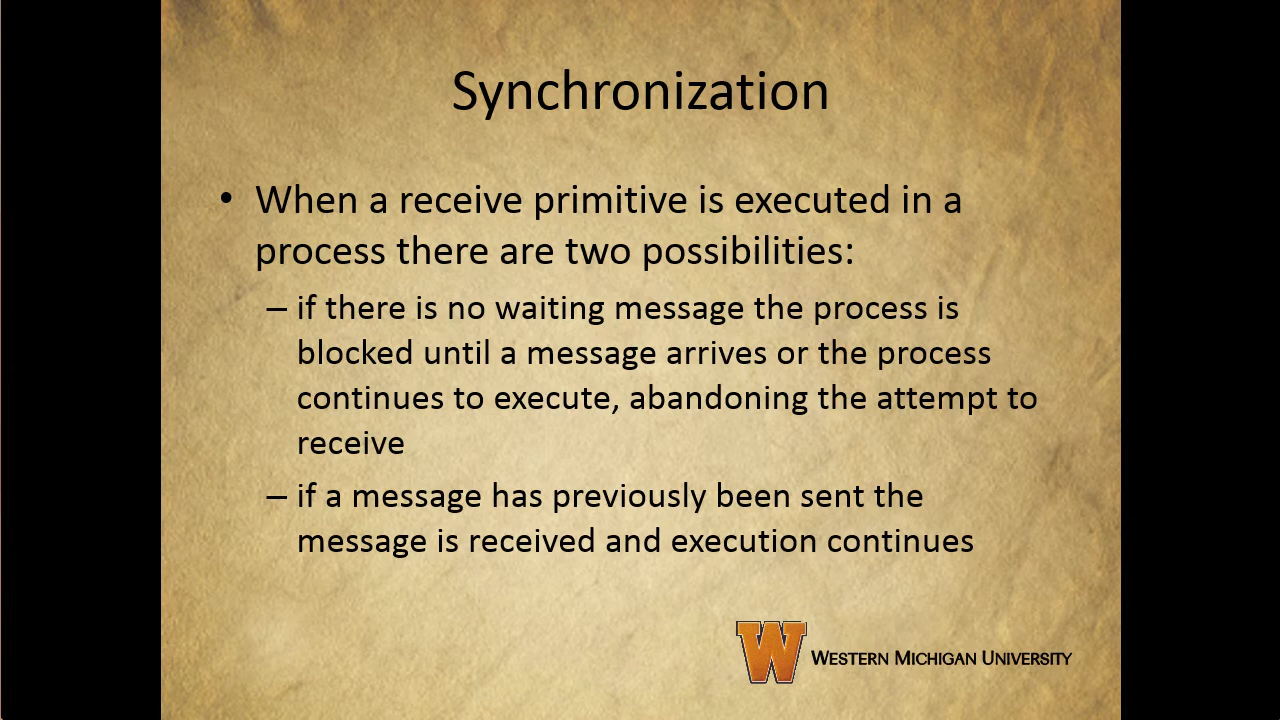 Synchronization
• When a receive primitive is executed in a
process there are two possibilities:
– if there is no waiting message the process is
blocked until a message arrives or the process
continues to execute, abandoning the attempt to
receive
– if a message has previously been sent the
message is received and execution continues
W WESTERN MICHIGAN UNIVERSITY